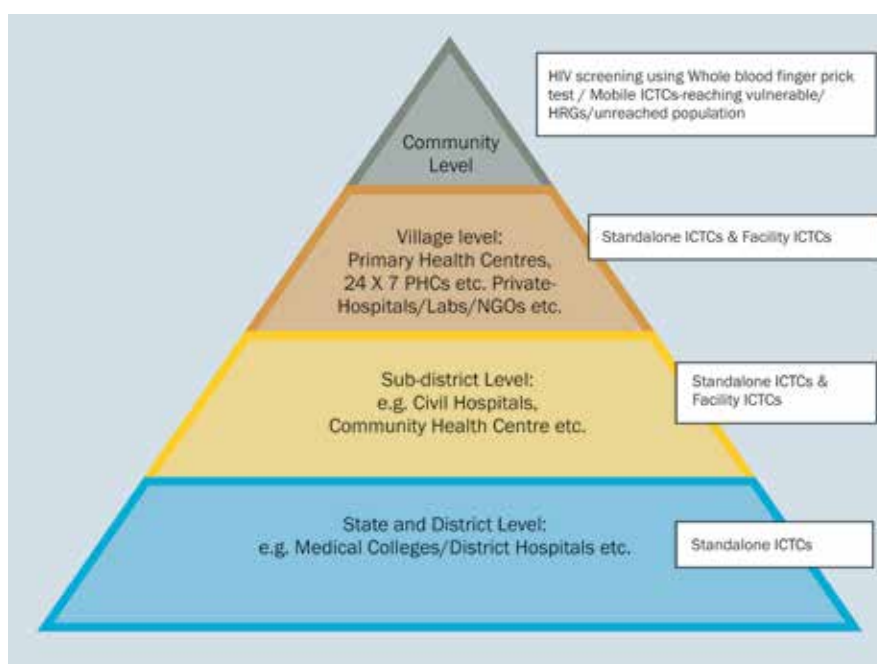 HIV screening using Whole blood finger prick
test / Mobile ICTCs-reaching vulnerable/
HRGs/unreached population
Community
Level
Village level:
Primary Health Centres,
24 X 7 PHCs etc. Private-
Hospitals/Labs/NGOs etc.
Standalone ICTCs & Facility ICTCs
Sub-district Level:
e.g. Civil Hospitals,
Community Health Centre etc.
Standalone ICTCs &
Facility ICTCs
State and District Level:
e.g. Medical Colleges/District Hospitals etc.
Standalone ICTCs